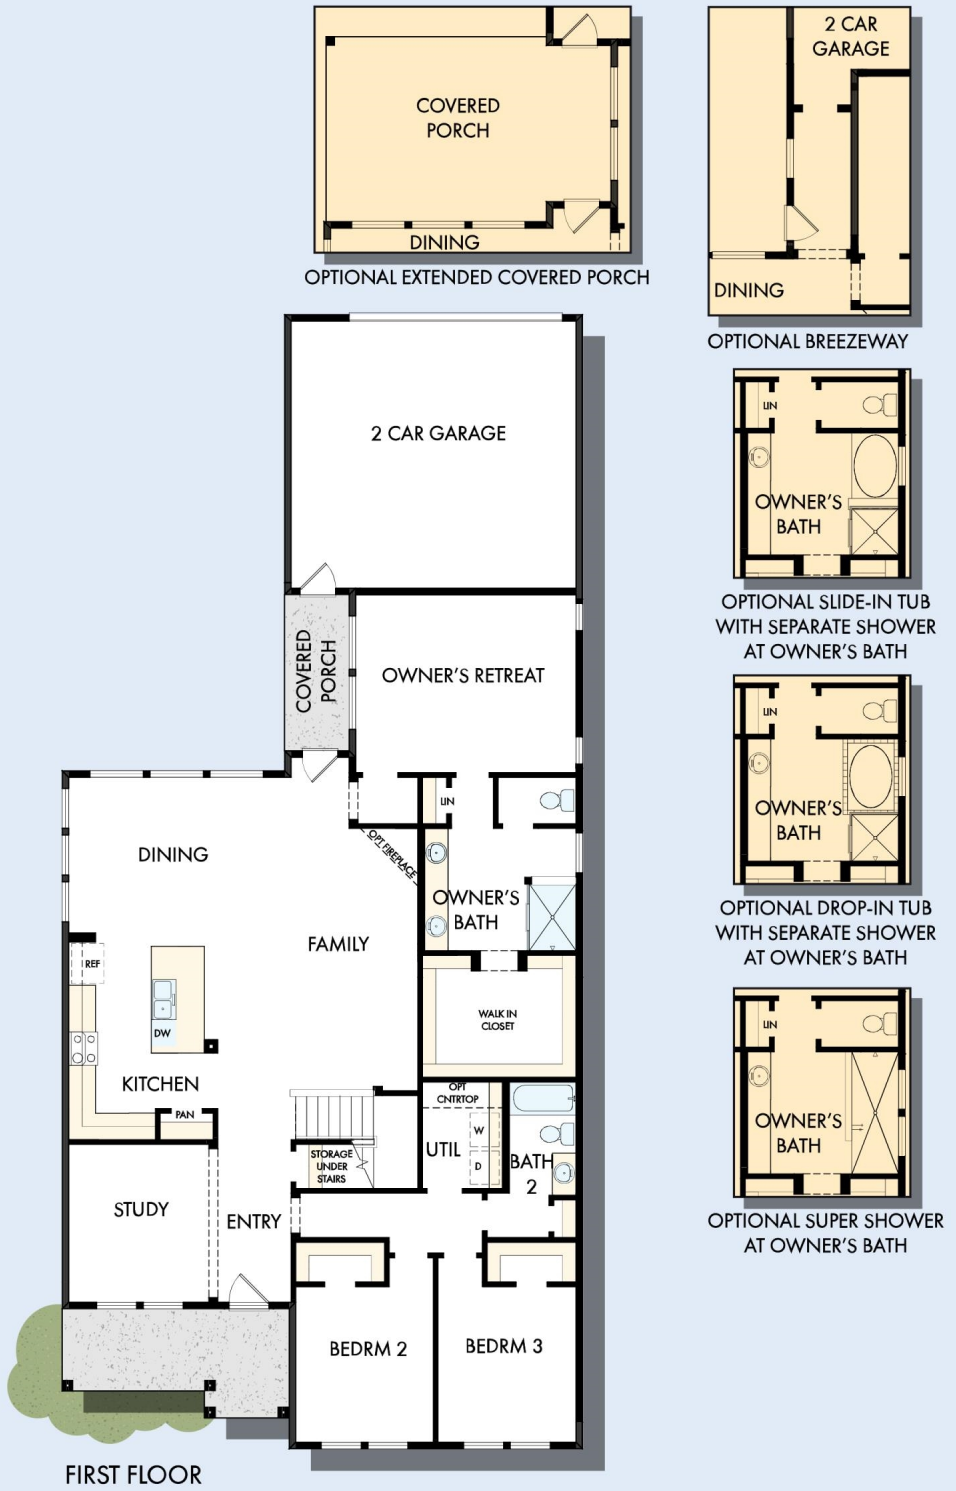 COVERED
PORCH
DINING
OPTIONAL EXTENDED COVERED PORCH
2 CAR
GARAGE
DINING
OPTIONAL BREEZEWAY
LIN
OWNER'S
BATH
OPTIONAL SLIDE-IN TUB
WITH SEPARATE SHOWER
AT OWNER'S BATH
LIN
OWNER'S
BATH
OPTIONAL DROP-IN TUB
WITH SEPARATE SHOWER
AT OWNER'S BATH
LIN
OWNER'S
BATH
OPTIONAL SUPER SHOWER
AT OWNER'S BATH
2 CAR GARAGE
COVERED
PORCH
OWNER'S RETREAT
LIN
OPT FIREPLACE
DINING
OWNER'S
BATH
FAMILY
REF
DW
WALK IN
CLOSET
KITCHEN
PAN
OPT
CNTRTOP
W
UTIL
D
BATH
2
STORAGE
UNDER
STAIRS
STUDY
ENTRY
BEDRM 2
BEDRM 3
FIRST FLOOR